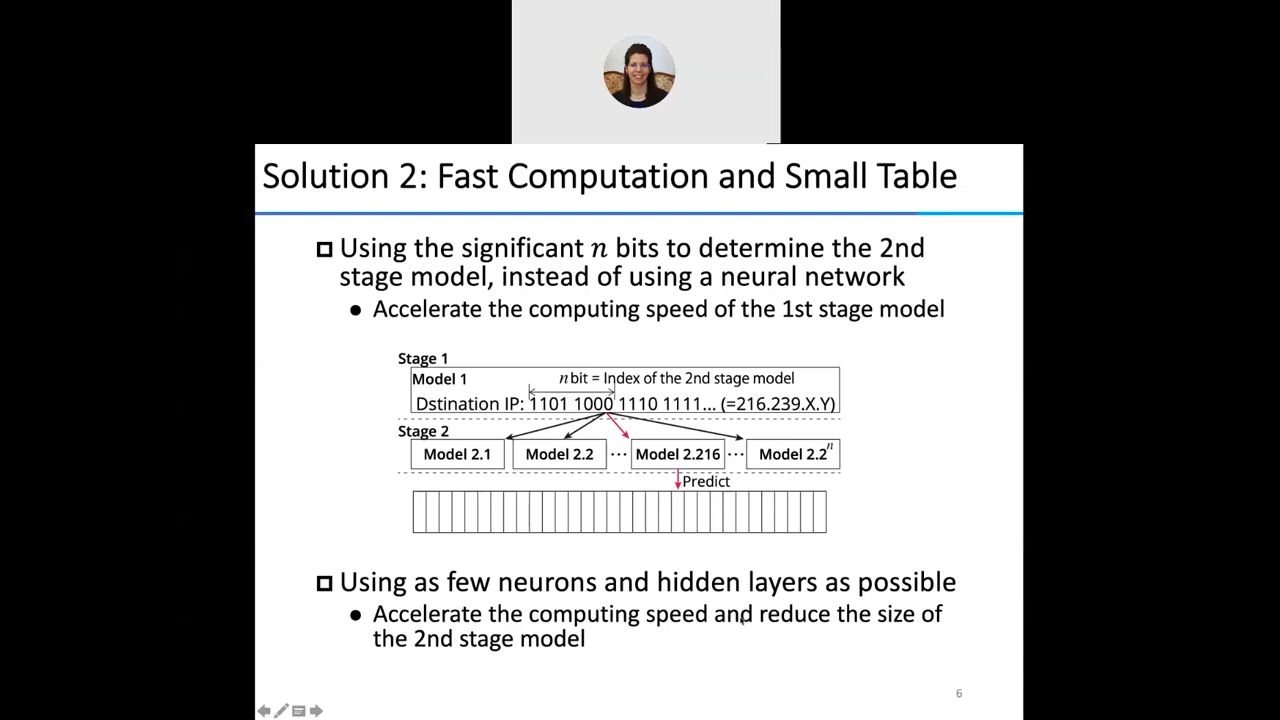 Solution 2: Fast Computation and Small Table
Using the significant n bits to determine the 2nd
stage model, instead of using a neural network
Accelerate the computing speed of the 1st stage model
Stage 1
Model 1
n bit = Index of the 2nd stage model
Dstination IP: 1101 1000 1110 1111... (=216.239.X.Y)
Stage 2
Model 2.1 Model 2.2 ... Model 2.216 ... Model 2.2ⁿ
Predict
Using as few neurons and hidden layers as possible
Accelerate the computing speed and reduce the size of
the 2nd stage model
6